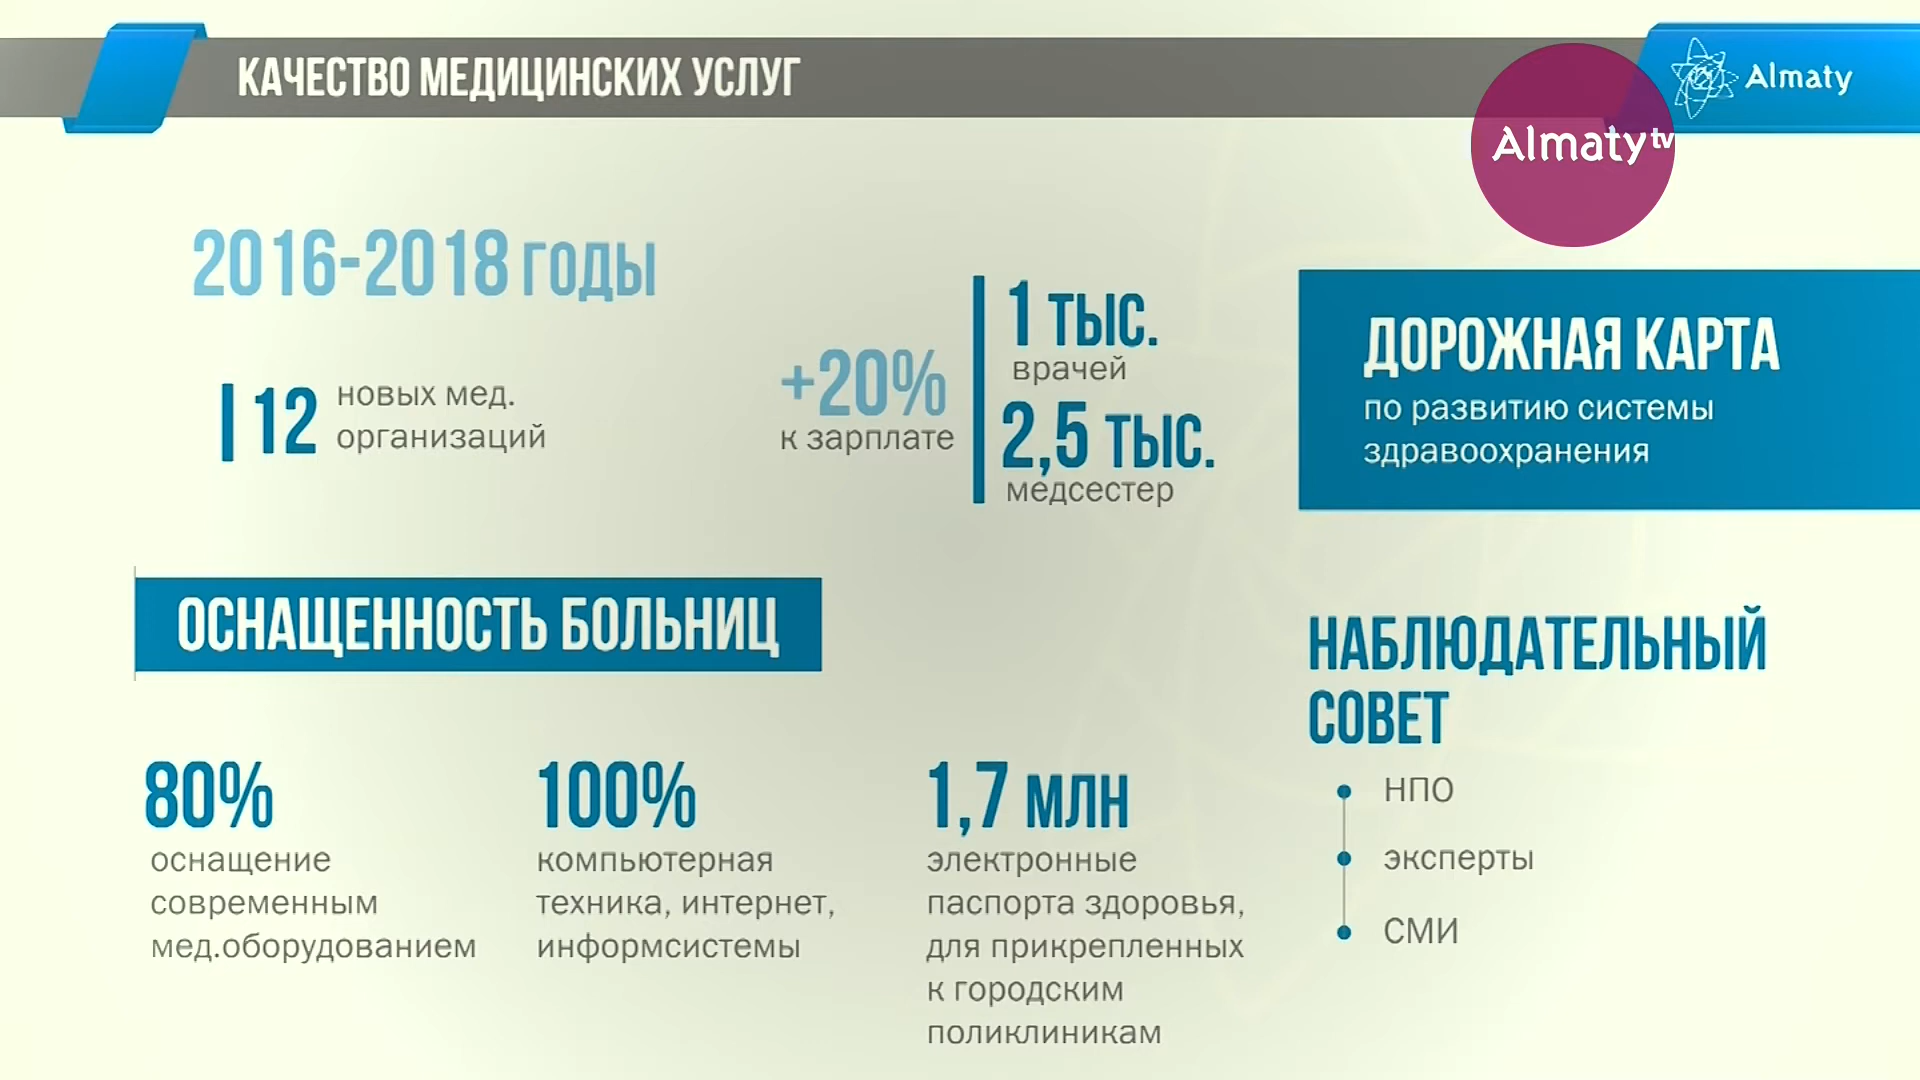 КАЧЕСТВО МЕДИЦИНСКИХ УСЛУГ
Almaty
Almaty tv
2016-2018 ГОДЫ
12
новых мед.
организаций
+20%
к зарплате
1 ТЫС.
врачей
2,5 ТЫС.
медсестер
ДОРОЖНАЯ КАРТА
по развитию системы
здравоохранения
ОСНАЩЕННОСТЬ БОЛЬНИЦ
80%
оснащение
современным
мед.оборудованием
100%
компьютерная
техника, интернет,
информсистемы
1,7 МЛН
электронные
паспорта здоровья,
для прикрепленных
к городским
поликлиникам
НАБЛЮДАТЕЛЬНЫЙ
СОВЕТ
НПО
эксперты
СМИ